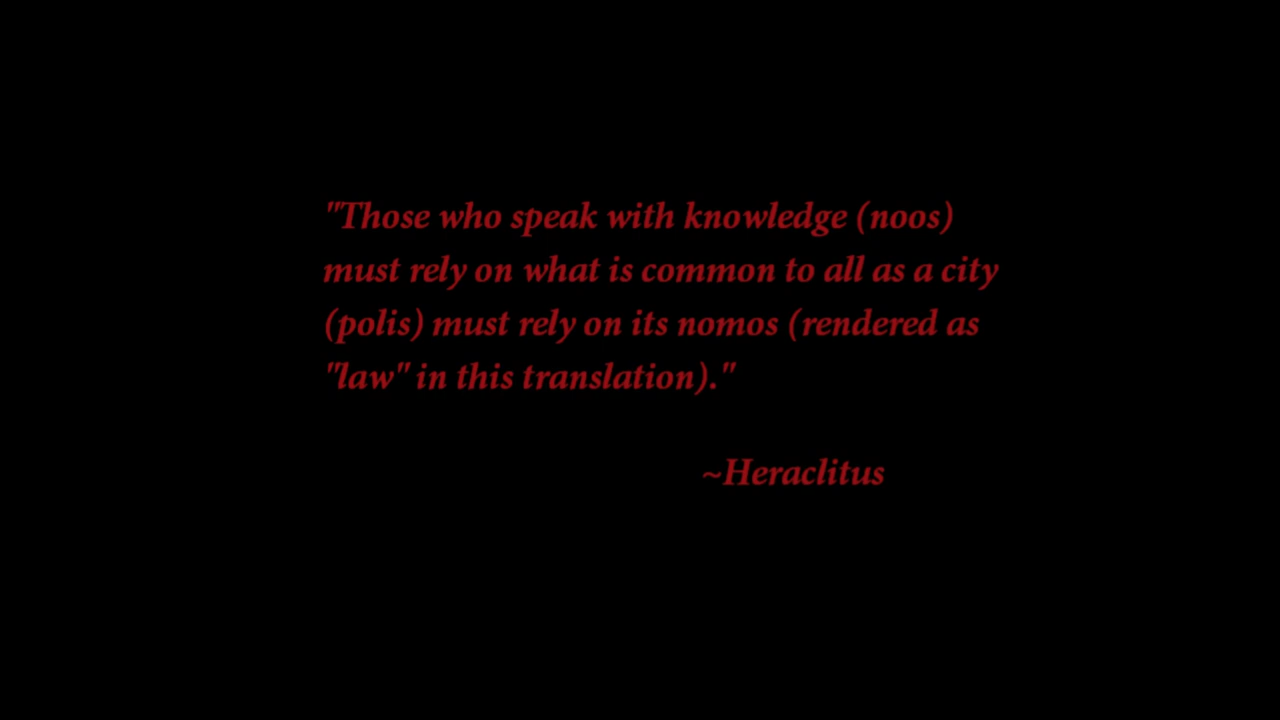 "Those who speak with knowledge (noos)
must rely on what is common to all as a city
(polis) must rely on its nomos (rendered as
"law" in this translation)."
~Heraclitus